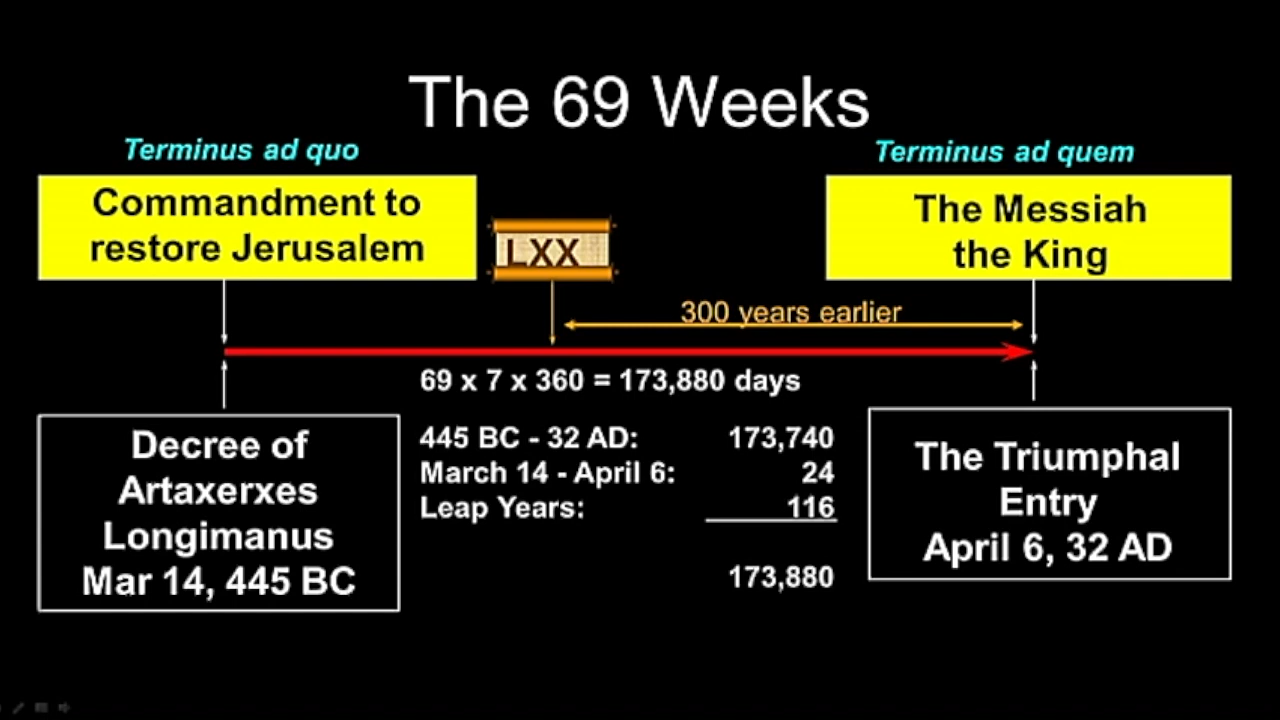 The 69 Weeks
Terminus ad quo
Terminus ad quem
Commandment to
restore Jerusalem
LXX
The Messiah
the King
300 years earlier
69 x 7 x 360 = 173,880 days
Decree of
Artaxerxes
Longimanus
Mar 14, 445 BC
445 BC - 32 AD: 173,740
March 14 - April 6: 24
Leap Years: 116
173,880
The Triumphal
Entry
April 6, 32 AD